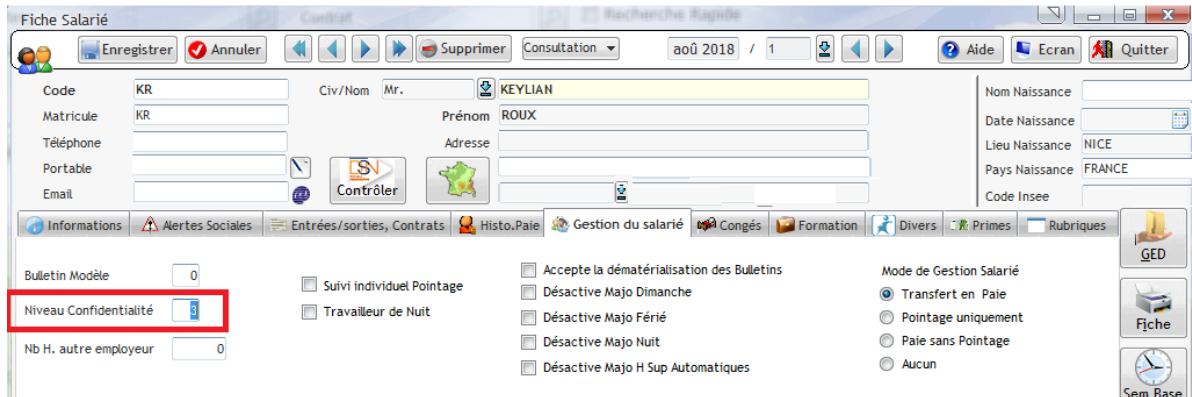 Fiche Salarié Contrat Recherche Rapide
Enregistrer Annuler Supprimer Consultation aoû 2018 / 1 Aide Ecran Quitter
Code KR Civ/Nom Mr. KEYLIAN Nom Naissance
Matricule KR Prénom ROUX Date Naissance
Téléphone Adresse Lieu Naissance NICE
Portable Pays Naissance FRANCE
Email DSN Contrôler Code Insee
Informations Alertes Sociales Entrées/sorties, Contrats Histo.Paie Gestion du salarié Congés Formation Divers Primes Rubriques
GED
Bulletin Modèle 0 Accepte la dématérialisation des Bulletins Mode de Gestion Salarié
Suivi individuel Pointage Désactive Majo Dimanche Transfert en Paie
Niveau Confidentialité 3 Travailleur de Nuit Désactive Majo Férié Pointage uniquement
Fiche
Nb H. autre employeur 0 Désactive Majo Nuit Paie sans Pointage
Désactive Majo H Sup Automatiques Aucun
Sem Base